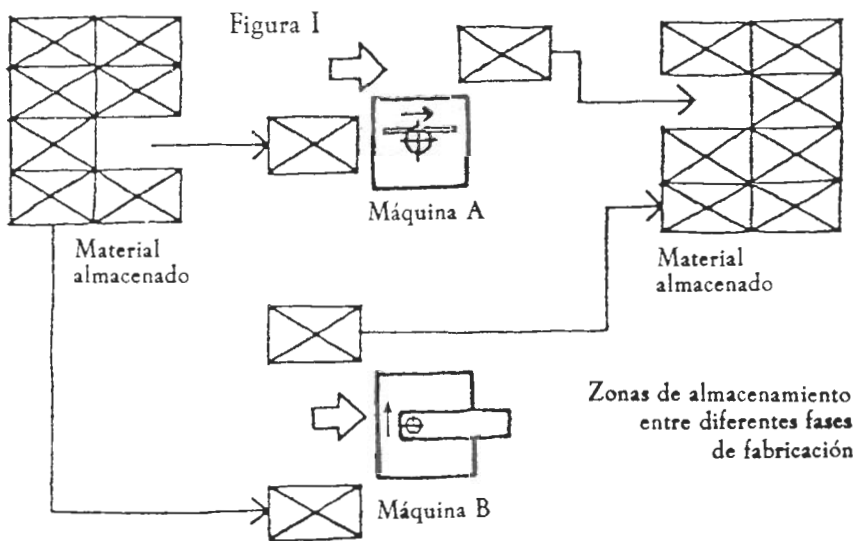 Figura I
Máquina A
Material
almacenado
Material
almacenado
Zonas de almacenamiento
entre diferentes fases
de fabricación
Máquina B